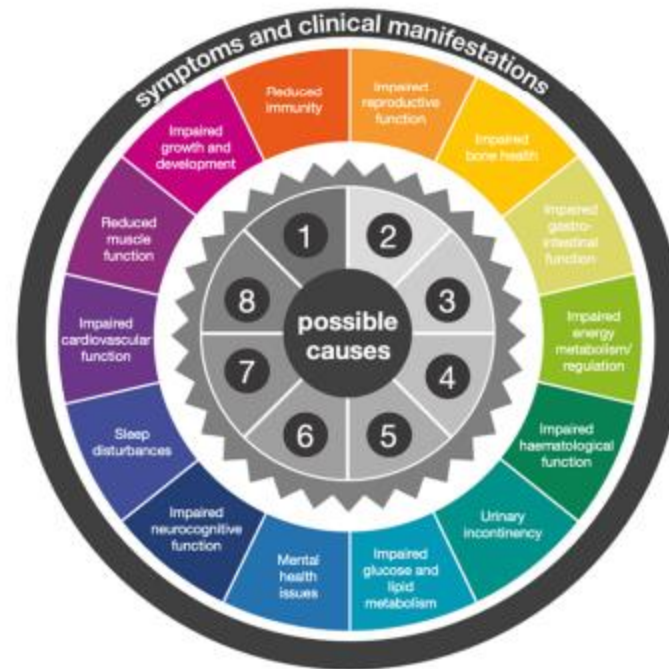 symptoms and clinical manifestations
Reduced
immunity
Impaired
reproductive
function
Impaired
bone health
Impaired
gastro-
intestinal
function
Impaired
energy
metabolism/
regulation
Impaired
haematological
function
Urinary
incontinency
Impaired
glucose and
lipid
metabolism
Mental
health
issues
Impaired
neurocognitive
function
Sleep
disturbances
Impaired
cardiovascular
function
Reduced
muscle
function
Impaired
growth and
development
1
2
3
4
5
6
7
8
possible
causes